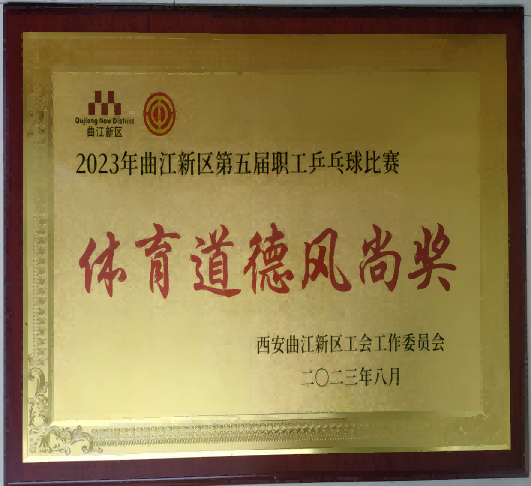 Qujiang New District
曲江新区
2023年曲江新区第五届职工乒乓球比赛
体育道德风尚奖
西安曲江新区工会工作委员会
二〇二三年八月